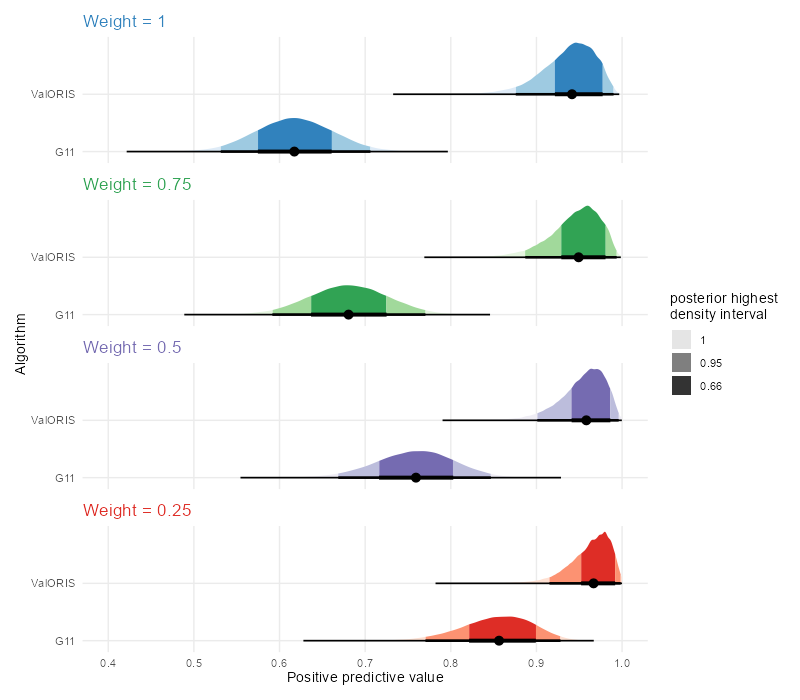 Weight = 1
ValORIS
G11
Weight = 0.75
ValORIS
G11
Weight = 0.5
ValORIS
G11
Weight = 0.25
ValORIS
G11
0.4 0.5 0.6 0.7 0.8 0.9 1.0
Positive predictive value
Algorithm
posterior highest
density interval
1
0.95
0.66